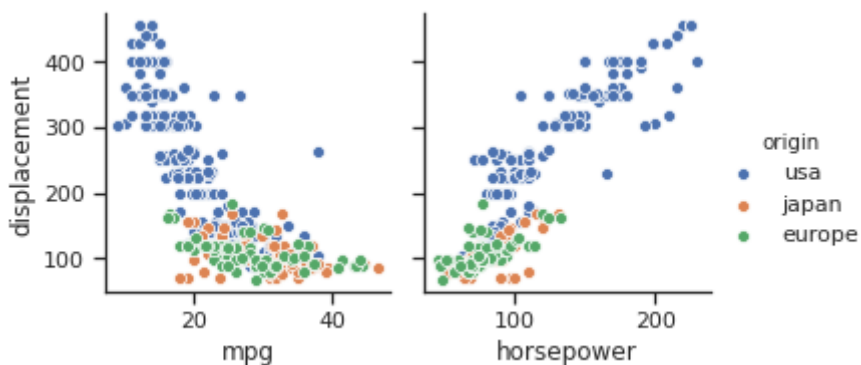 displacement
400
300
200
100
20 40
mpg
100 200
horsepower
origin
usa
japan
europe